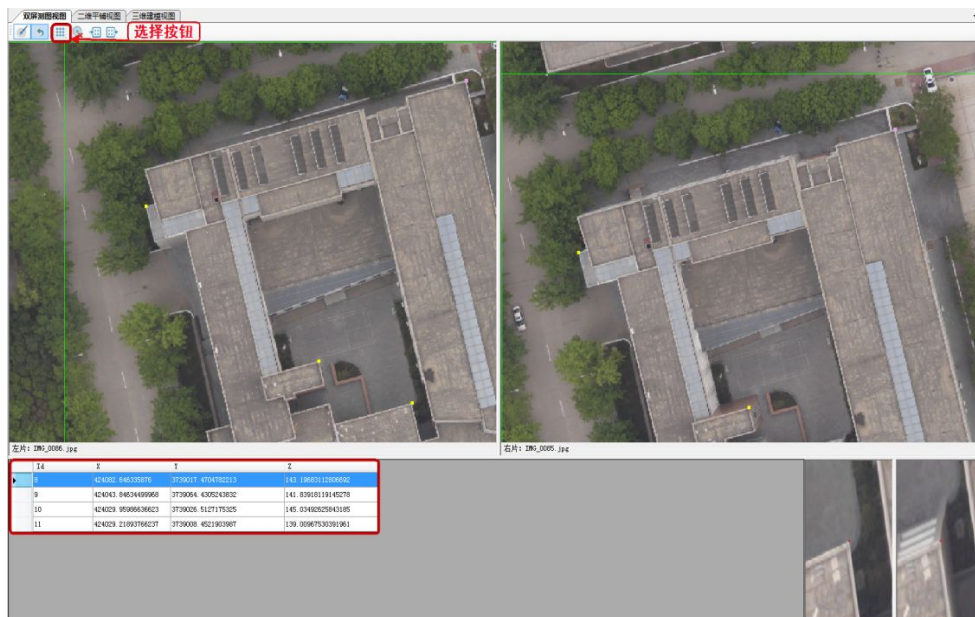 双屏测图视图 二维平铺视图 三维建模视图
选择按钮
左片: IMG_0086.jpg
右片: IMG_0085.jpg
Id X Y Z
8 424082.646335876 3739017.4704782213 143.19683112806692
9 424043.84634499968 3739064.4305243832 141.83918119145278
10 424029.95986636623 3739026.5127175325 145.03492625843185
11 424029.21893766237 3739008.4521903987 139.00967530391961